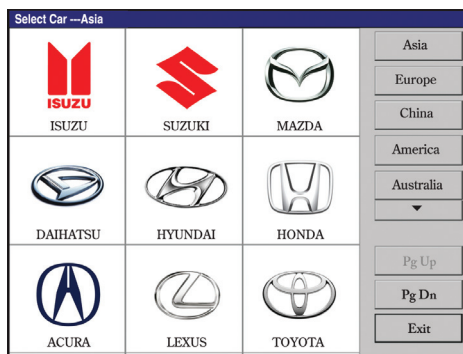 Select Car ---Asia
ISUZU
ISUZU
SUZUKI
MAZDA
DAIHATSU
HYUNDAI
HONDA
ACURA
LEXUS
TOYOTA
Asia
Europe
China
America
Australia
Pg Up
Pg Dn
Exit